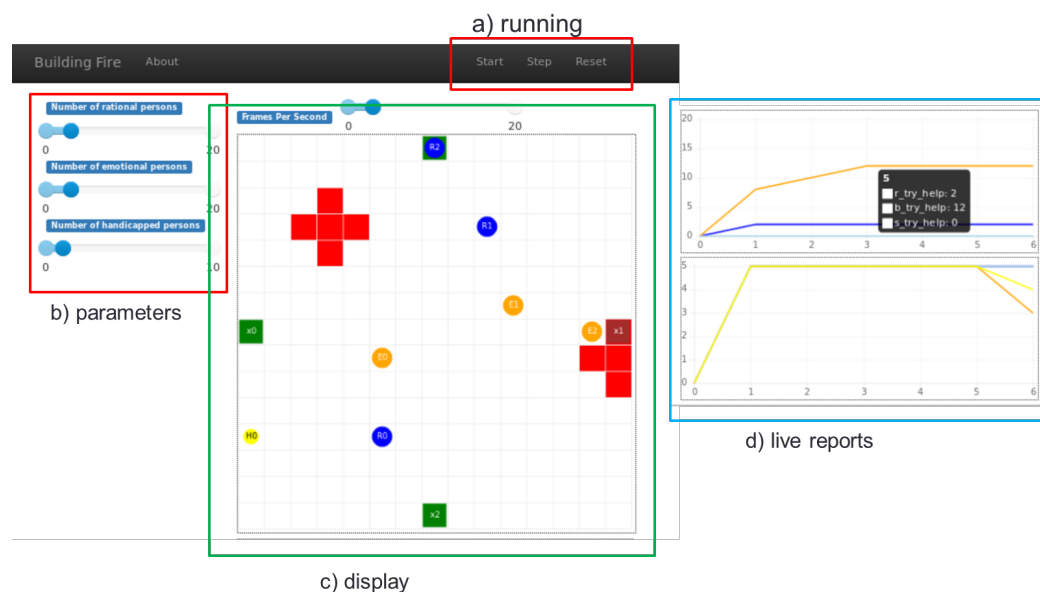 a) running
Building Fire About Start Step Reset
Number of rational persons
0 20
Number of emotional persons
0 20
Number of handicapped persons
0 10
b) parameters
Frames Per Second
0 20
R2
R1
E1
x0 E2 x1
E0
H0 R0
x2
c) display
20
15
10
5
0
0 1 2 3 4 5 6
5
r_try_help: 2
b_try_help: 12
s_try_help: 0
5
4
3
2
1
0
0 1 2 3 4 5 6
d) live reports